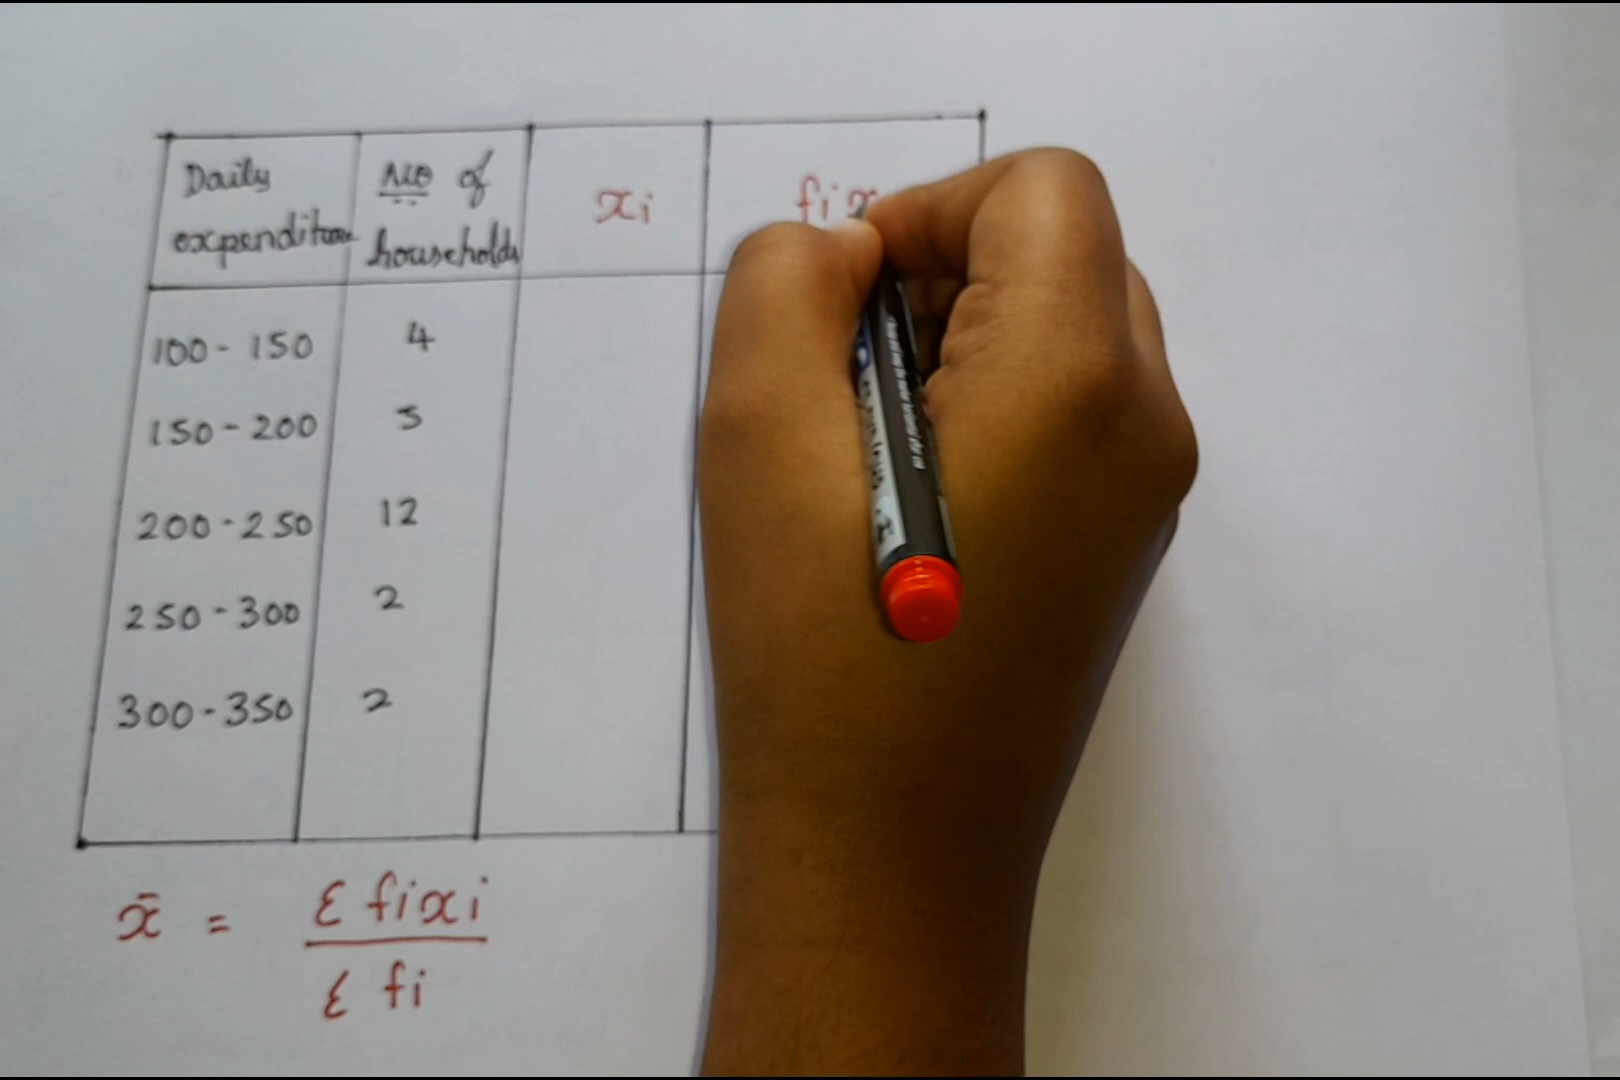 Daily
expenditure
No of
households
xi
fix
100 - 150
4
150 - 200
5
200 - 250
12
250 - 300
2
300 - 350
2
x̄ = Σ fixi
Σ fi